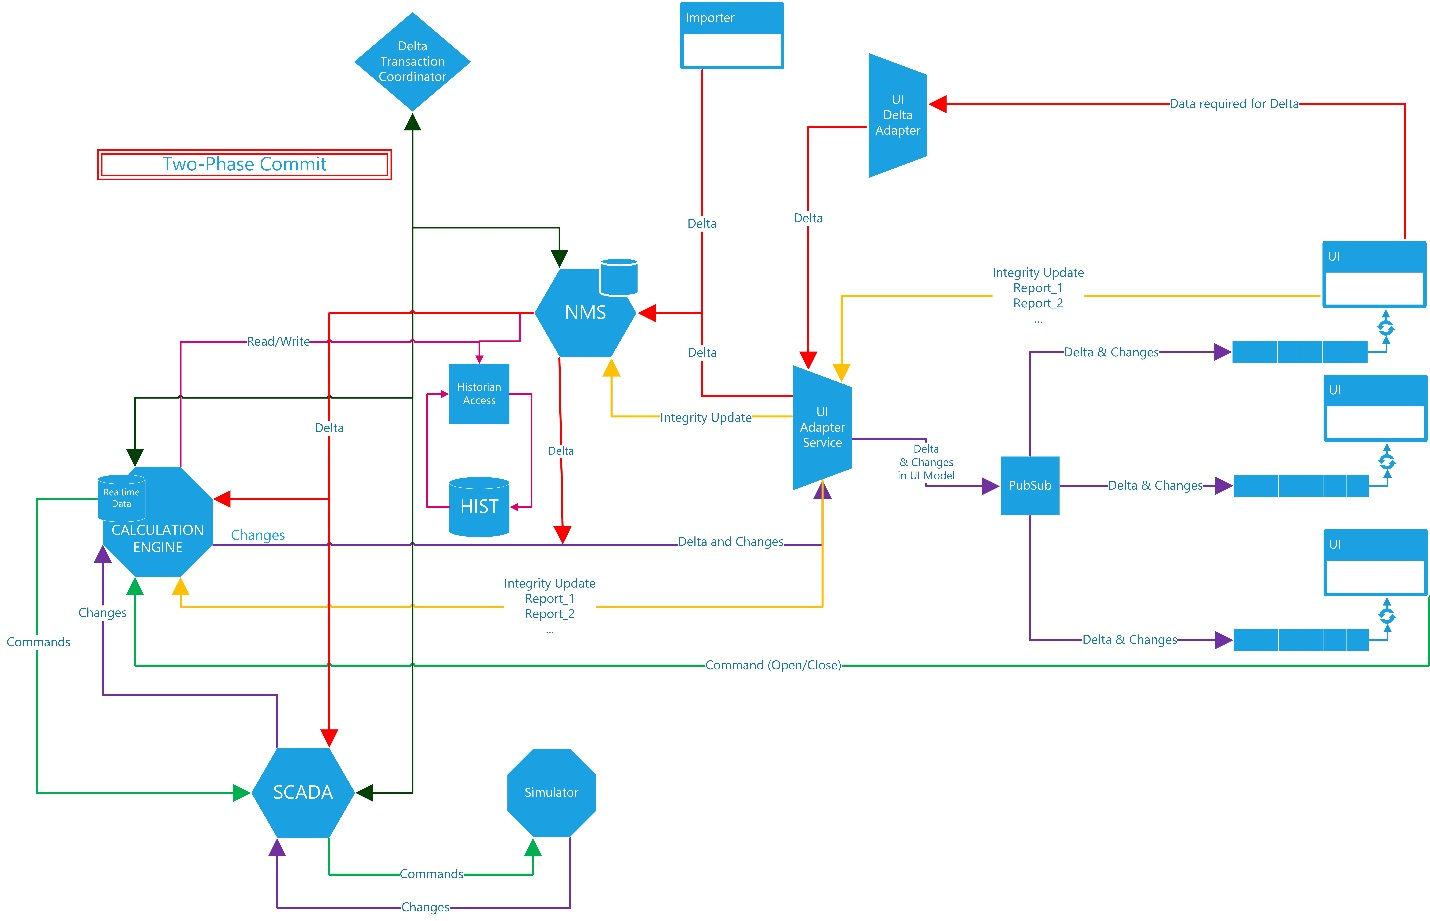 Importer
Delta
Transaction
Coordinator
UI
Delta
Adapter
Data required for Delta
Two-Phase Commit
Delta
Delta
UI
Integrity Update
Report_1
Report_2
...
NMS
Read/Write
Delta
Delta & Changes
Historian
Access
UI
Integrity Update
UI
Adapter
Service
Delta
Delta
Delta
& Changes
in UI Model
PubSub
Delta & Changes
Real time
Data
HIST
CALCULATION
ENGINE
Changes
Delta and Changes
UI
Integrity Update
Report_1
Report_2
...
Changes
Commands
Delta & Changes
Command (Open/Close)
SCADA
Simulator
Commands
Changes